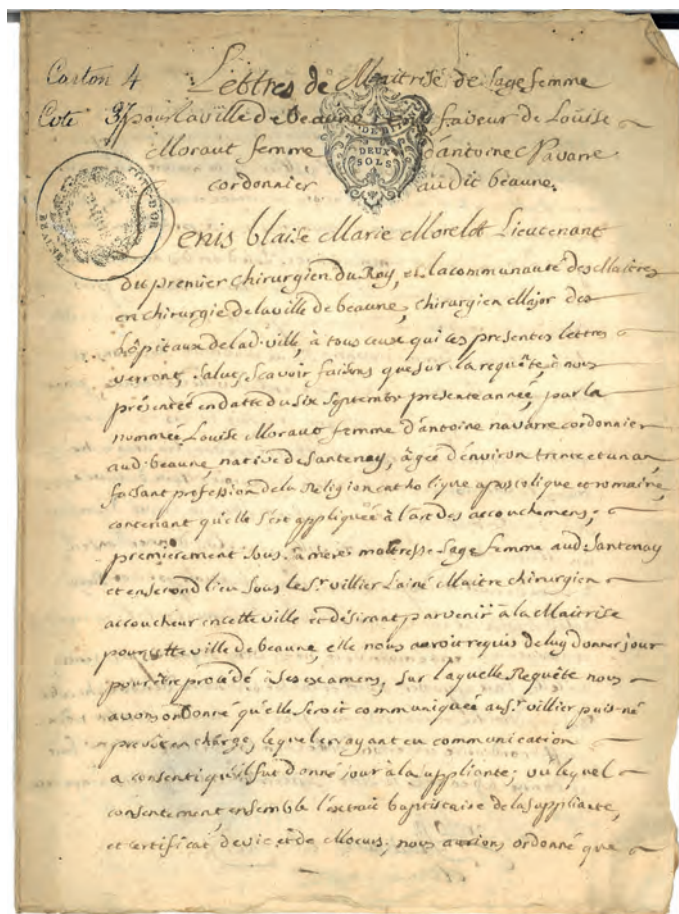 Carton 4 Lettres de Maitrise de Sage femme
Cote 37 pour la ville de beaune en faveur de Louise
Moraut femme d'antoine Navarre
cordonnier audit beaune.
DEUX
SOLS
Denis blaise Marie Morelot Lieutenant
du premier chirurgien du Roy, et la communauté des Maitres
en chirurgie de la ville de beaune, chirurgien Major des
hôpitaux de lad. ville, à tous ceux qui ces presentes lettres
verront, Salut, Scavoir faisons que sur la requête à nous
présentée en datte du six Septembre presente année, par la
nommée Louise Moraut femme d'antoine navarre cordonnier
aud. beaune, native de Santenay, âgée d'environ trente et un an
faisant profession de la Religion catholique apostolique et romaine,
contenant qu'elle s'est appliquée à l'art des accouchemens,
premierement sous sa mere maitresse Sage femme aud. Santenay
et en second lieu sous le Sr. villier L'ainé Maitre chirurgien
accoucheur en cette ville et désirant parvenir à la Maitrise
pour cette ville de beaune, elle nous auroit requis de luy donner jour
pour être procédé à ses examens, sur laquelle Requête nous
avons ordonné qu'elle seroit communiquée au Sr. villier puis-né
prevôt en charge, lequel en ayant eu communication
a consenti qu'il fut donné jour à la suppliante; vu lequel
consentement ensemble l'extrait baptistaire de la suppliante,
et certificat de vie et de Moeurs, nous aurions ordonné que